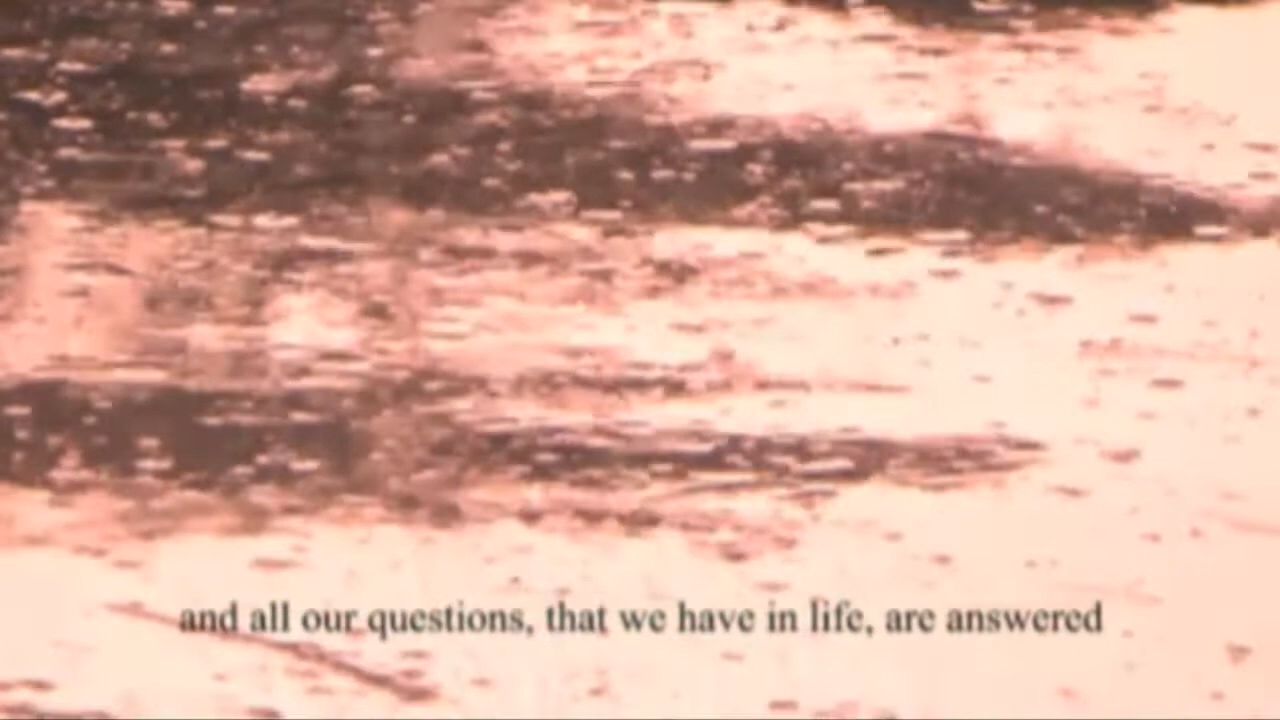 and all our questions, that we have in life, are answered